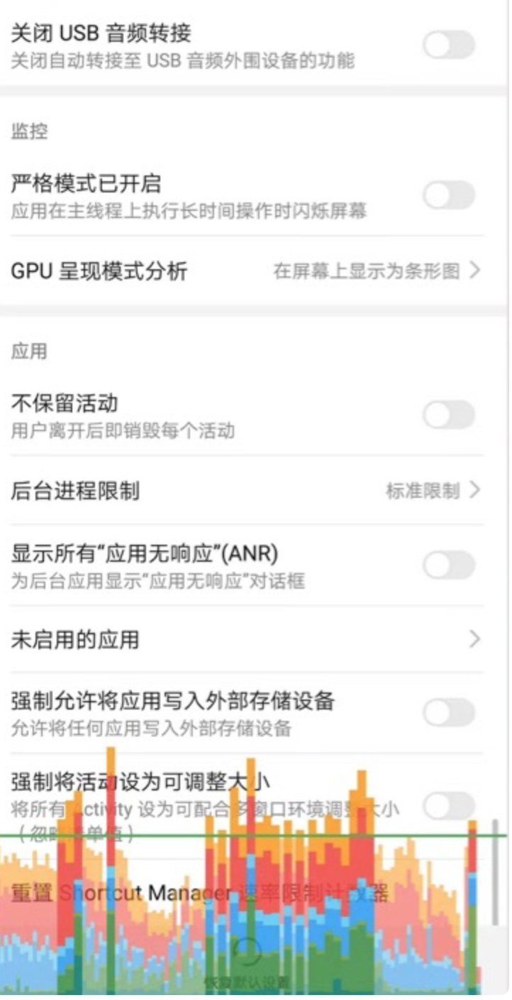 关闭 USB 音频转接
关闭自动转接至 USB 音频外围设备的功能
监控
严格模式已开启
应用在主线程上执行长时间操作时闪烁屏幕
GPU 呈现模式分析
在屏幕上显示为条形图
应用
不保留活动
用户离开后即销毁每个活动
后台进程限制
标准限制
显示所有“应用无响应”(ANR)
为后台应用显示“应用无响应”对话框
未启用的应用
强制允许将应用写入外部存储设备
允许将任何应用写入外部存储设备
强制将活动设为可调整大小
将所有 Activity 设为可配合多窗口环境调整大小
（忽略清单值）
重置 Shortcut Manager 速率限制计数器
恢复默认设置